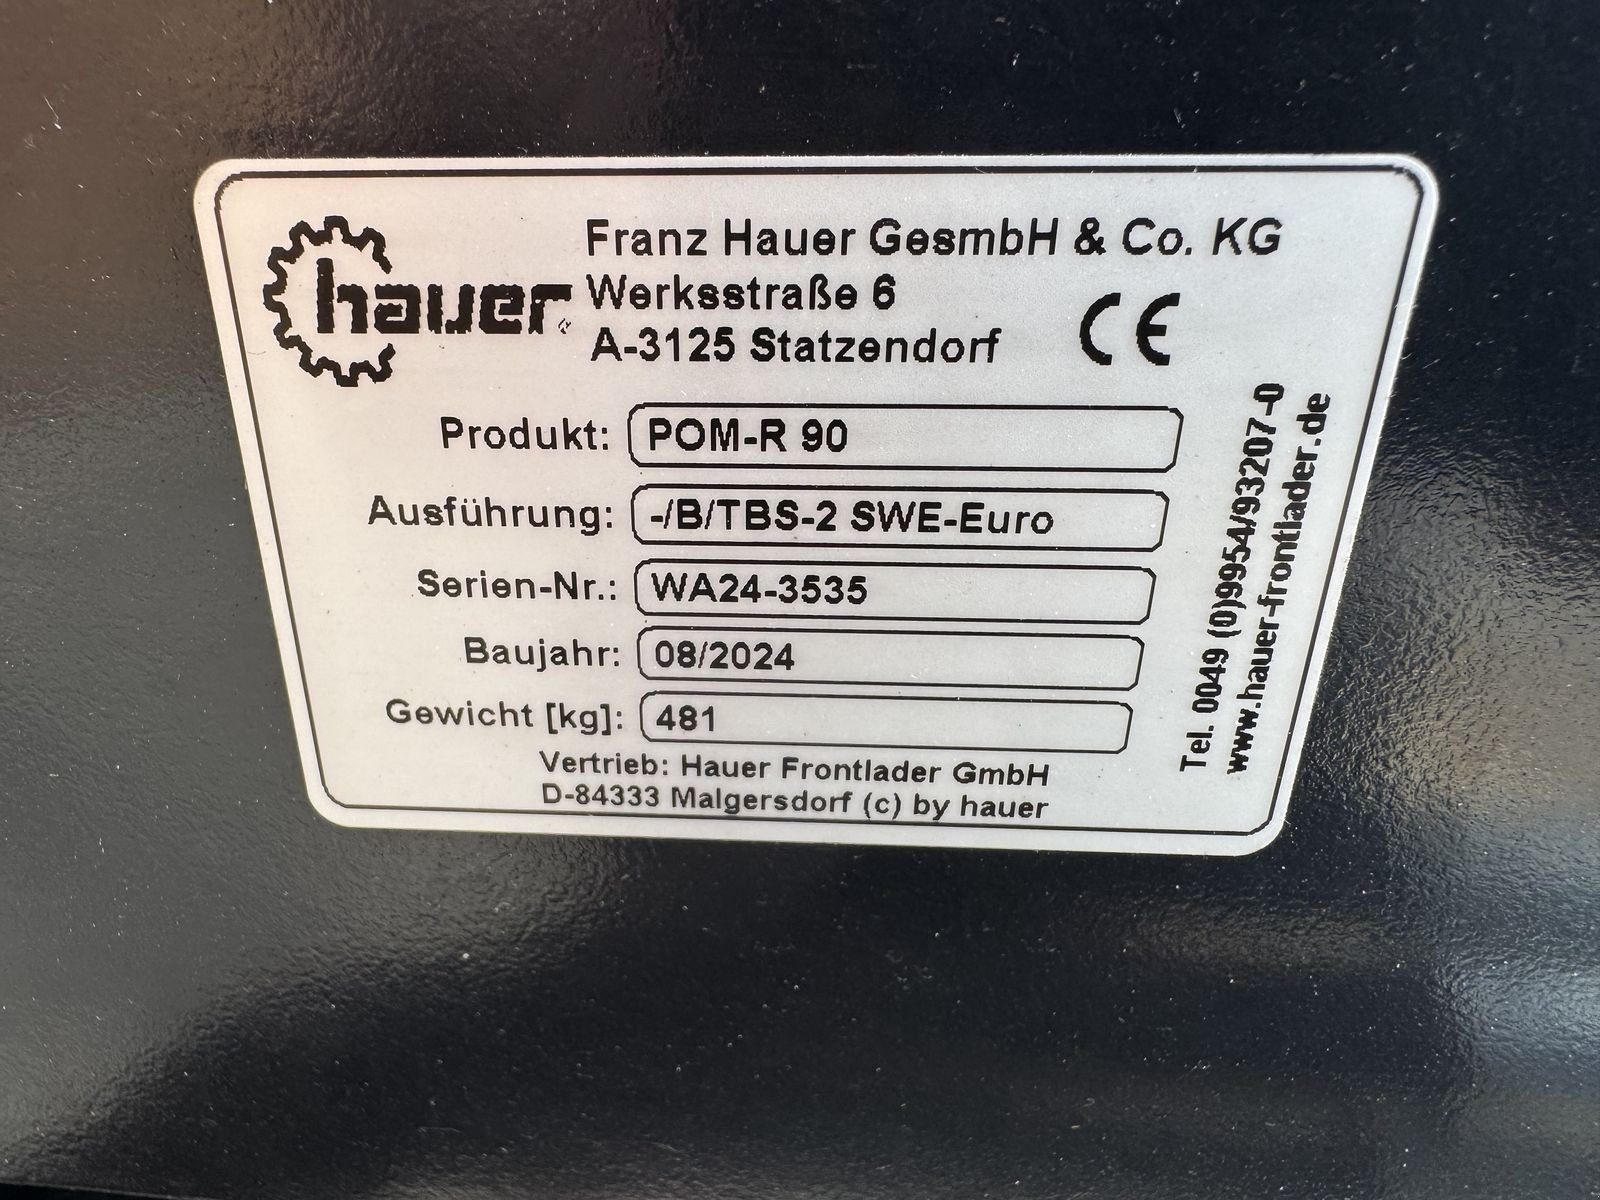 hauer
Franz Hauer GesmbH & Co. KG
Werksstraße 6
A-3125 Statzendorf
CE
Produkt: POM-R 90
Ausführung: -/B/TBS-2 SWE-Euro
Serien-Nr.: WA24-3535
Baujahr: 08/2024
Gewicht [kg]: 481
Vertrieb: Hauer Frontlader GmbH
D-84333 Malgersdorf (c) by hauer
Tel. 0049 (0)9954/93207-0
www.hauer-frontlader.de